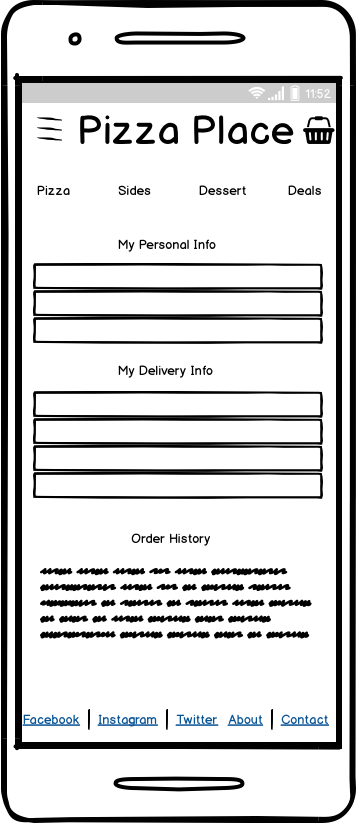 11:52
Pizza Place
Pizza Sides Dessert Deals
My Personal Info
My Delivery Info
Order History
Facebook Instagram Twitter About Contact